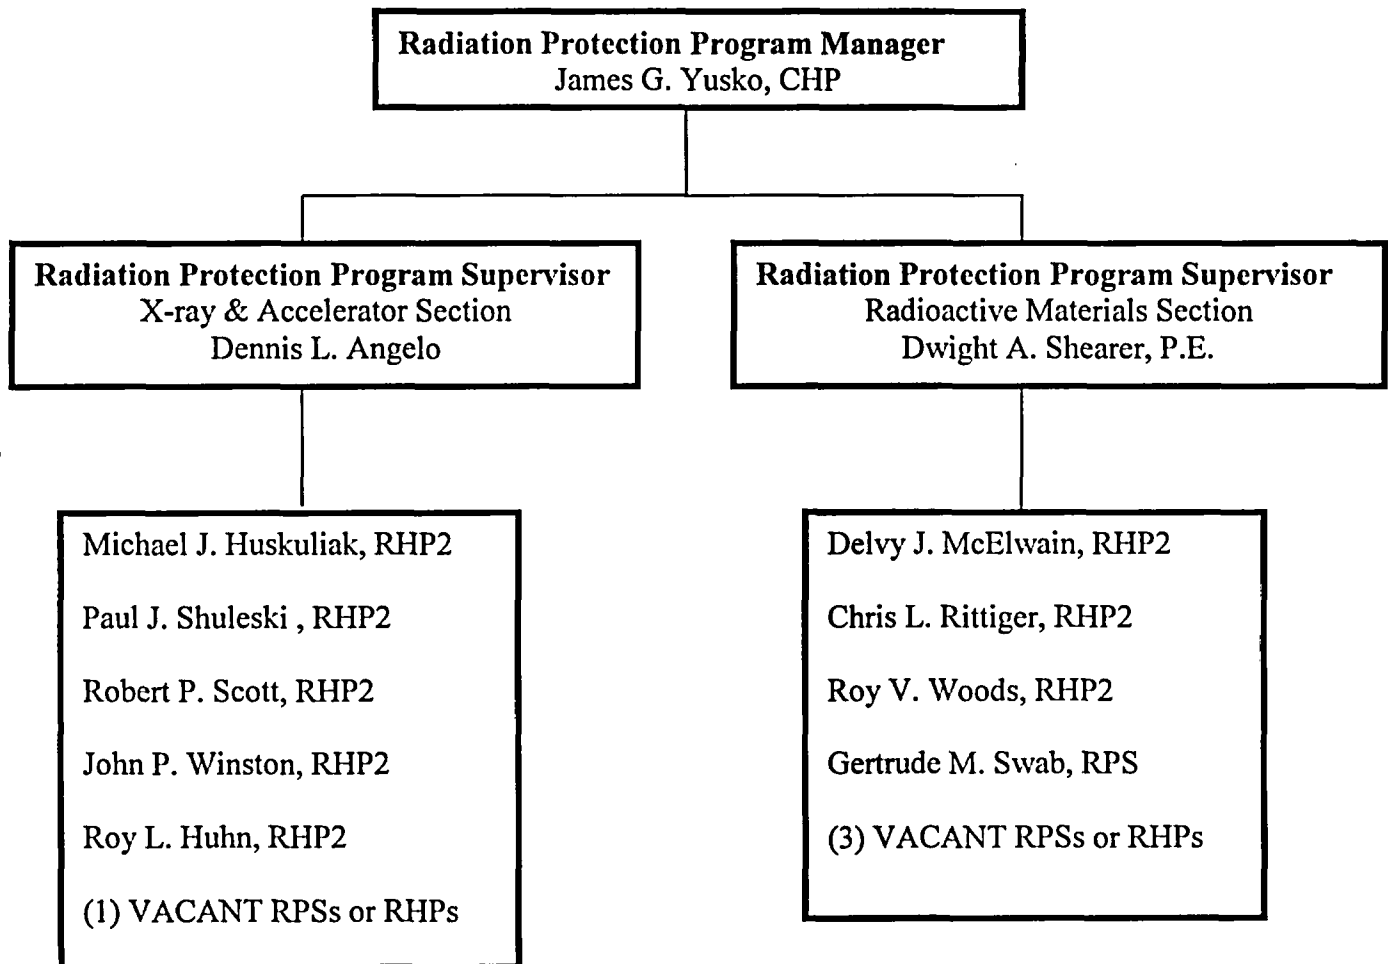 Radiation Protection Program Manager
James G. Yusko, CHP
Radiation Protection Program Supervisor
X-ray & Accelerator Section
Dennis L. Angelo
Radiation Protection Program Supervisor
Radioactive Materials Section
Dwight A. Shearer, P.E.
Michael J. Huskuliak, RHP2
Paul J. Shuleski , RHP2
Robert P. Scott, RHP2
John P. Winston, RHP2
Roy L. Huhn, RHP2
(1) VACANT RPSs or RHPs
Delvy J. McElwain, RHP2
Chris L. Rittiger, RHP2
Roy V. Woods, RHP2
Gertrude M. Swab, RPS
(3) VACANT RPSs or RHPs